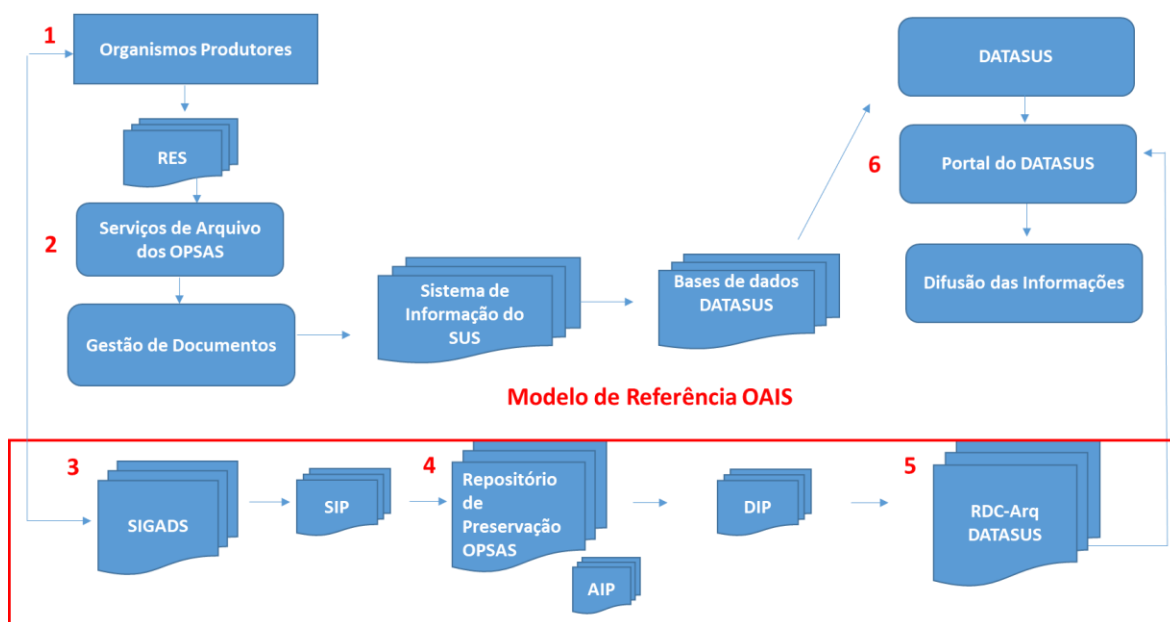 1
Organismos Produtores
RES
2
Serviços de Arquivo
dos OPSAS
Gestão de Documentos
Sistema de
Informação do
SUS
Bases de dados
DATASUS
DATASUS
6
Portal do DATASUS
Difusão das Informações
Modelo de Referência OAIS
3
SIGADS
SIP
4
Repositório
de
Preservação
OPSAS
AIP
DIP
5
RDC-Arq
DATASUS